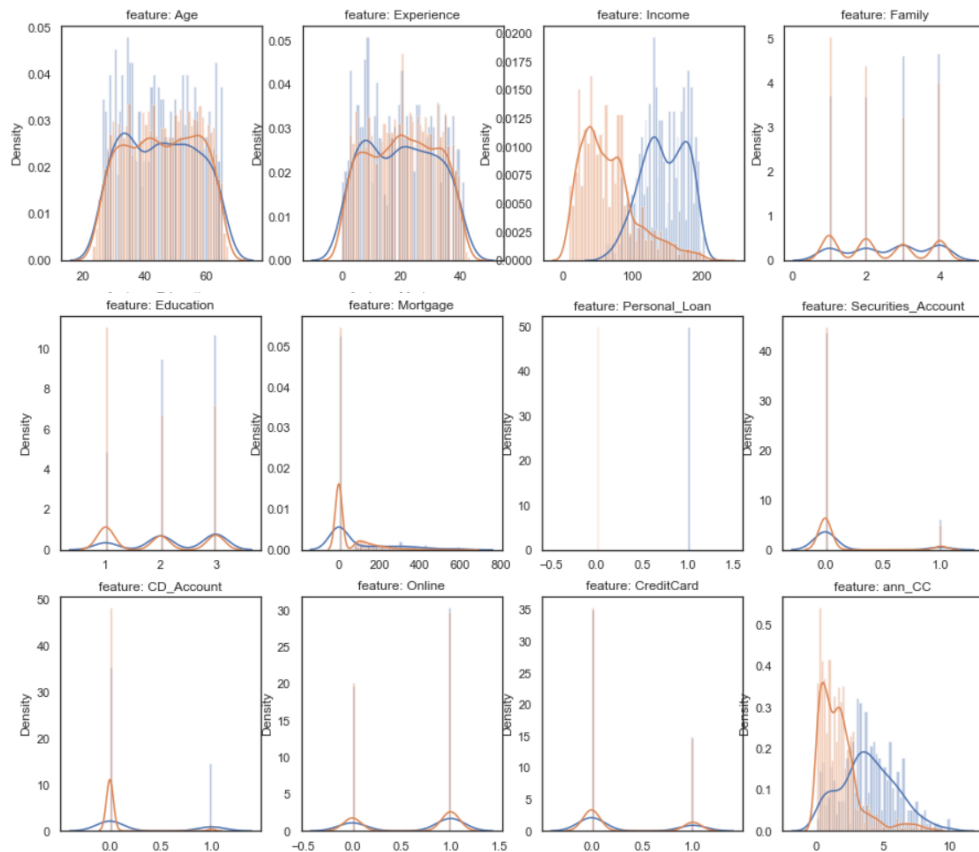 feature: Age
feature: Experience
feature: Income
feature: Family
Density
0.05
0.04
0.03
0.02
0.01
0.00
20 40 60
Density
0.05
0.04
0.03
0.02
0.01
0.00
0 20 40
Density
0.0200
0.0175
0.0150
0.0125
0.0100
0.0075
0.0050
0.0025
0.0000
0 100 200
Density
5
4
3
2
1
0
0 2 4
feature: Education
feature: Mortgage
feature: Personal_Loan
feature: Securities_Account
Density
10
8
6
4
2
0
1 2 3
Density
0.05
0.04
0.03
0.02
0.01
0.00
0 200 400 600 800
Density
50
40
30
20
10
0
−0.5 0.0 0.5 1.0 1.5
Density
40
30
20
10
0
0.0 0.5 1.0
feature: CD_Account
feature: Online
feature: CreditCard
feature: ann_CC
Density
50
40
30
20
10
0
0.0 0.5 1.0
Density
30
25
20
15
10
5
0
−0.5 0.0 0.5 1.0 1.5
Density
35
30
25
20
15
10
5
0
0.0 0.5 1.0
Density
0.5
0.4
0.3
0.2
0.1
0.0
0 5 10